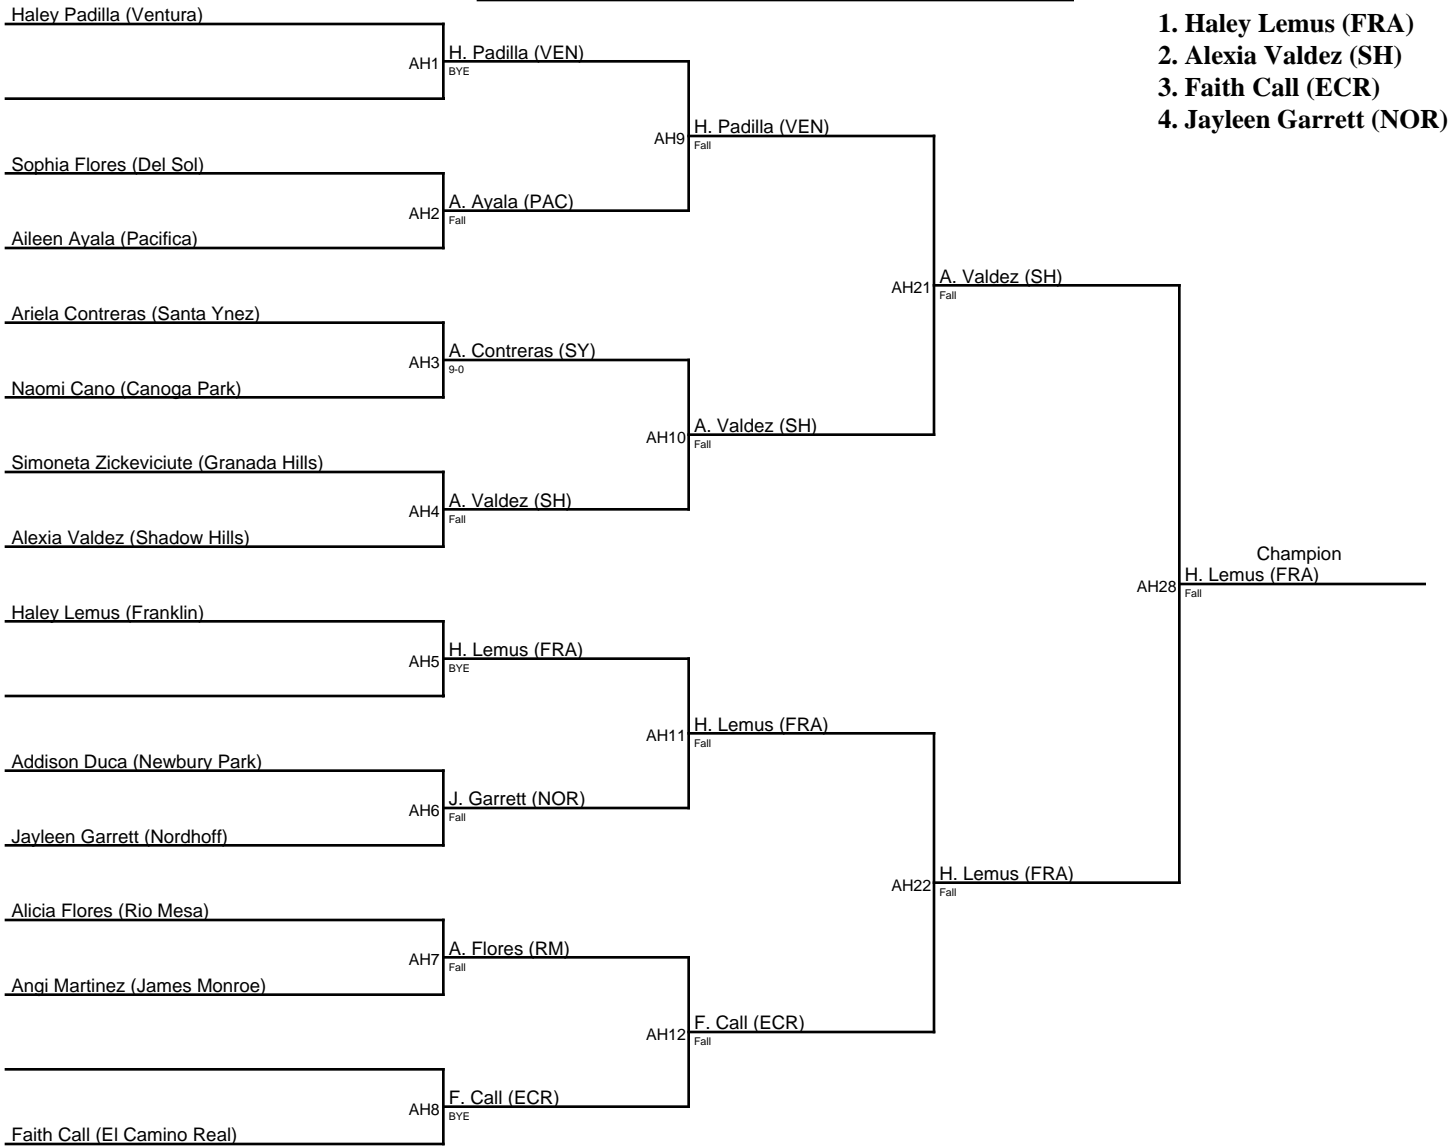 1. Haley Lemus (FRA)
2. Alexia Valdez (SH)
3. Faith Call (ECR)
4. Jayleen Garrett (NOR)
Haley Padilla (Ventura)
AH1
H. Padilla (VEN)
BYE
AH9
H. Padilla (VEN)
Fall
Sophia Flores (Del Sol)
AH2
A. Ayala (PAC)
Fall
Aileen Ayala (Pacifica)
AH21
A. Valdez (SH)
Fall
Ariela Contreras (Santa Ynez)
AH3
A. Contreras (SY)
9-0
Naomi Cano (Canoga Park)
AH10
A. Valdez (SH)
Fall
Simoneta Zickeviciute (Granada Hills)
AH4
A. Valdez (SH)
Fall
Alexia Valdez (Shadow Hills)
Champion
AH28
H. Lemus (FRA)
Fall
Haley Lemus (Franklin)
AH5
H. Lemus (FRA)
BYE
AH11
H. Lemus (FRA)
Fall
Addison Duca (Newbury Park)
AH6
J. Garrett (NOR)
Fall
Jayleen Garrett (Nordhoff)
AH22
H. Lemus (FRA)
Fall
Alicia Flores (Rio Mesa)
AH7
A. Flores (RM)
Fall
Angi Martinez (James Monroe)
AH12
F. Call (ECR)
Fall
AH8
F. Call (ECR)
BYE
Faith Call (El Camino Real)